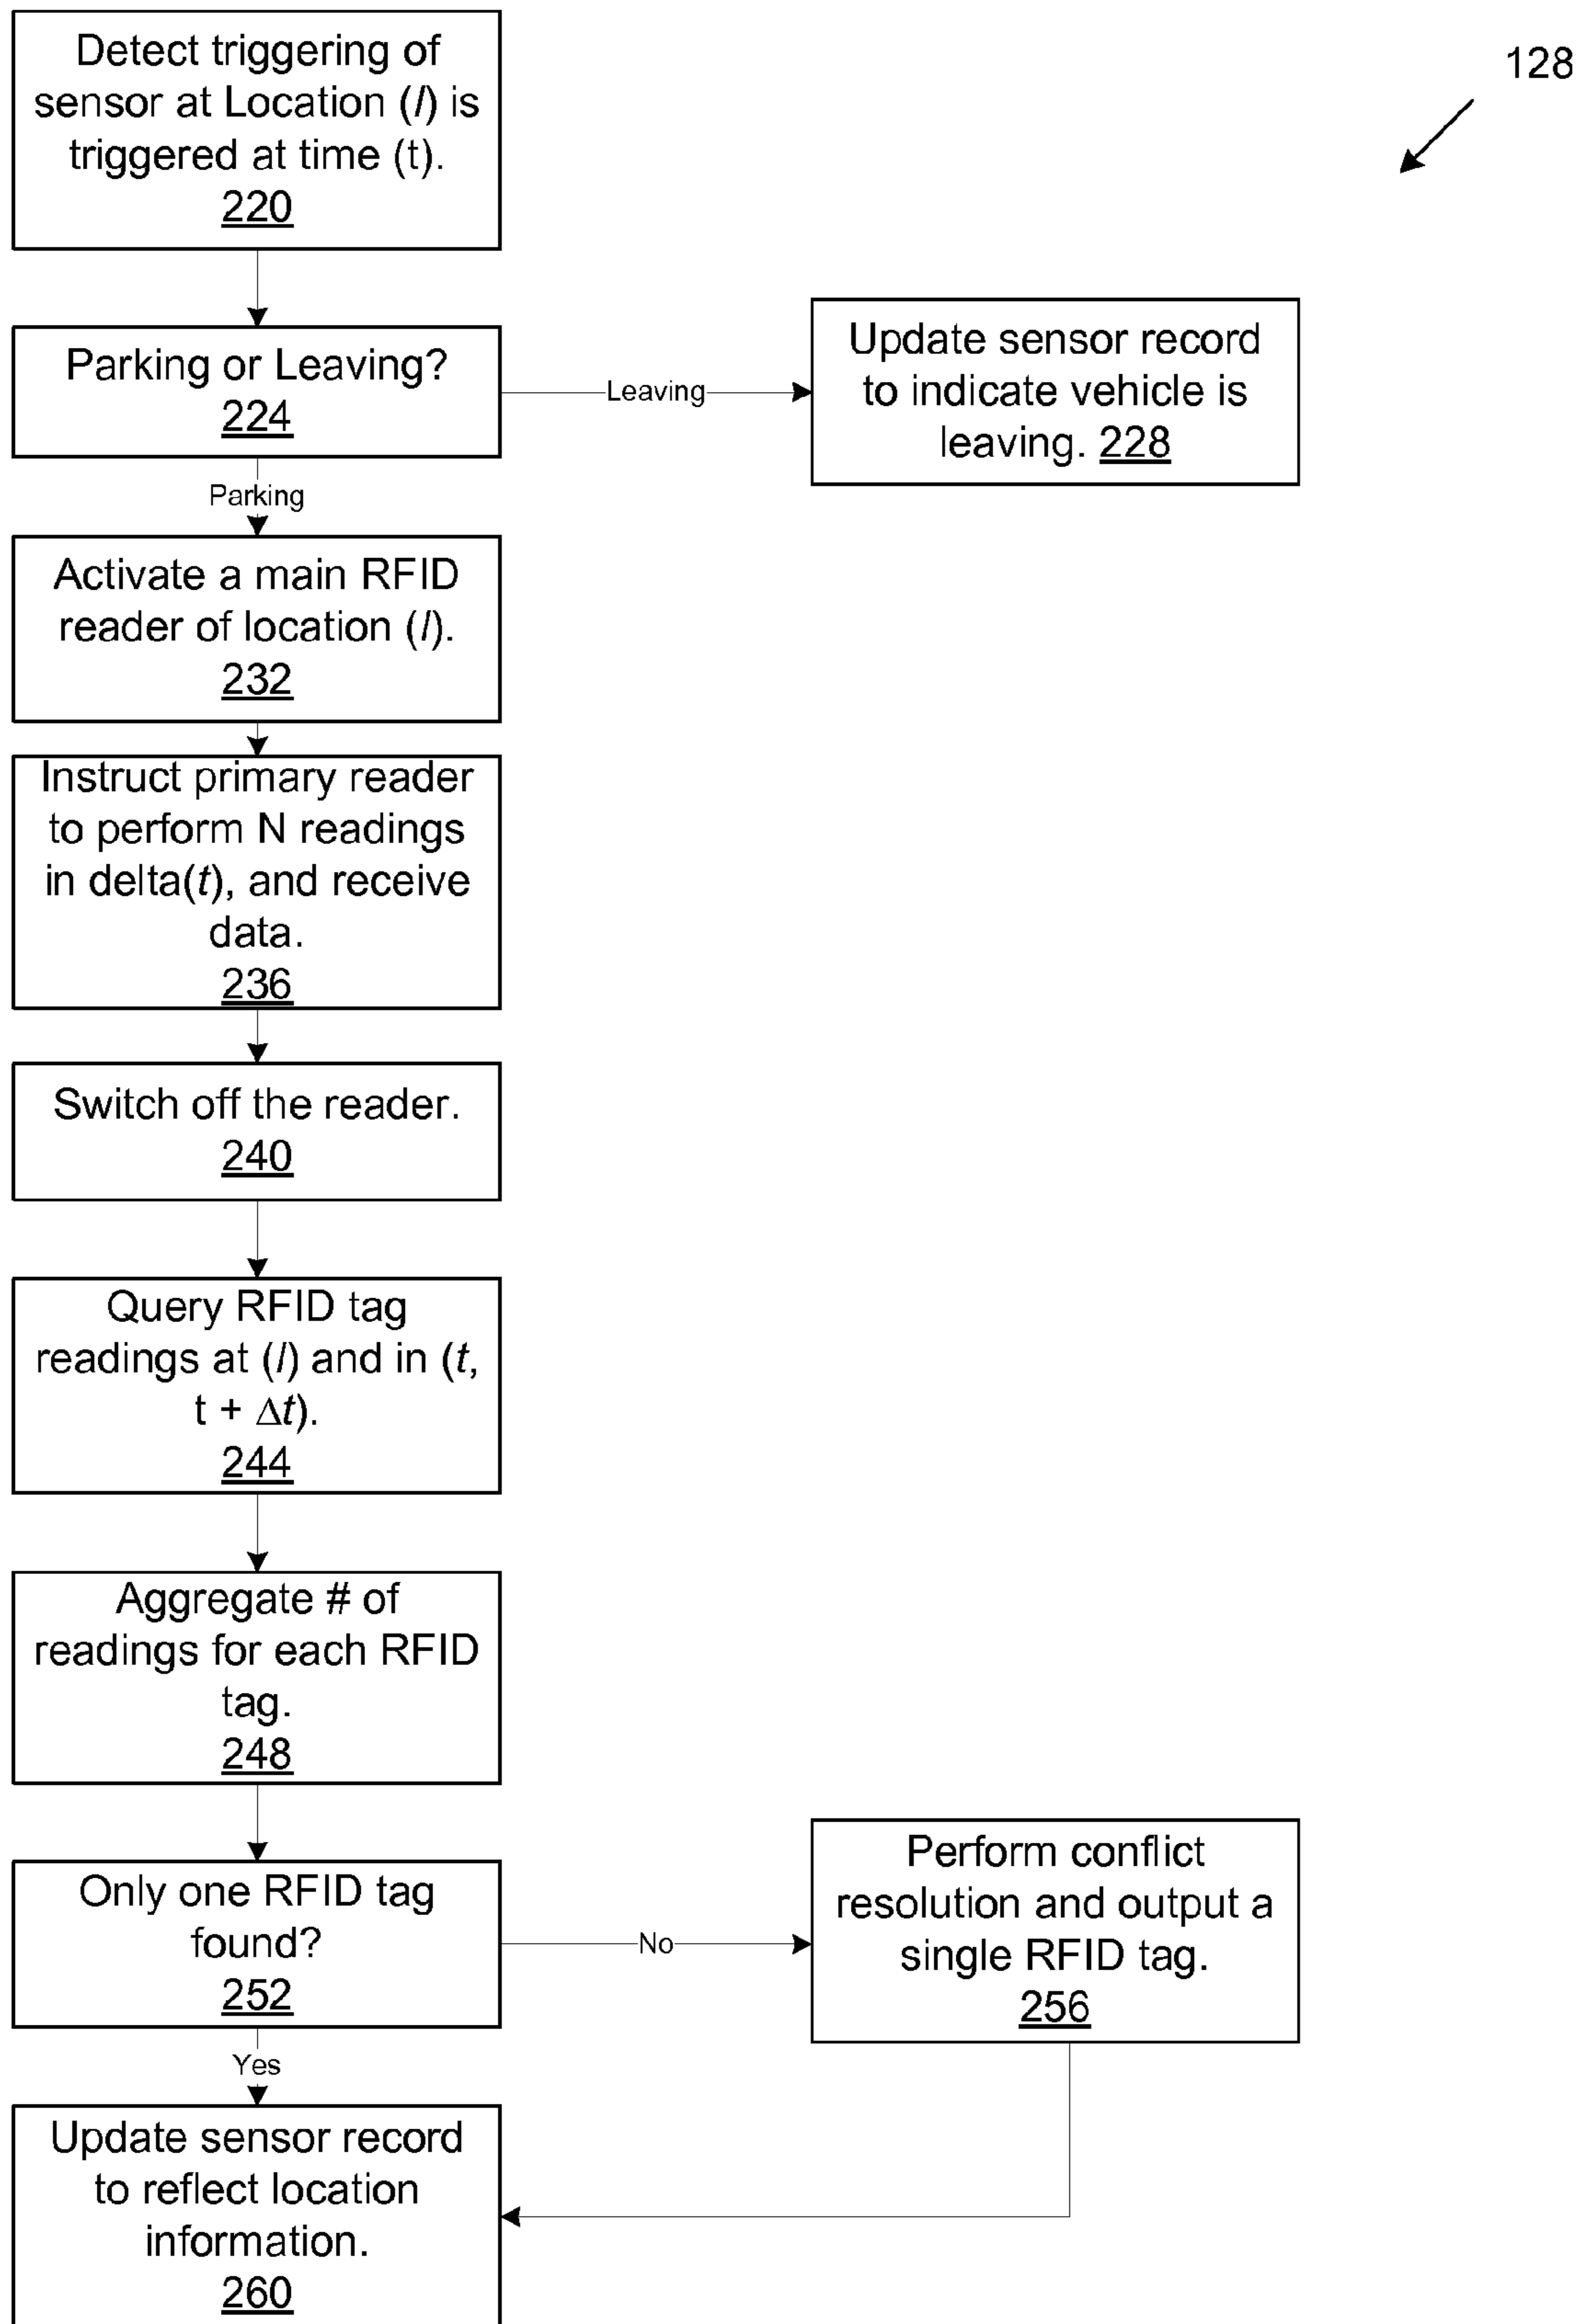 Detect triggering of
sensor at Location (l) is
triggered at time (t).
220
128
Parking or Leaving?
224
Leaving
Update sensor record
to indicate vehicle is
leaving. 228
Parking
Activate a main RFID
reader of location (l).
232
Instruct primary reader
to perform N readings
in delta(t), and receive
data.
236
Switch off the reader.
240
Query RFID tag
readings at (l) and in (t,
t + Δt).
244
Aggregate # of
readings for each RFID
tag.
248
Only one RFID tag
found?
252
No
Perform conflict
resolution and output a
single RFID tag.
256
Yes
Update sensor record
to reflect location
information.
260